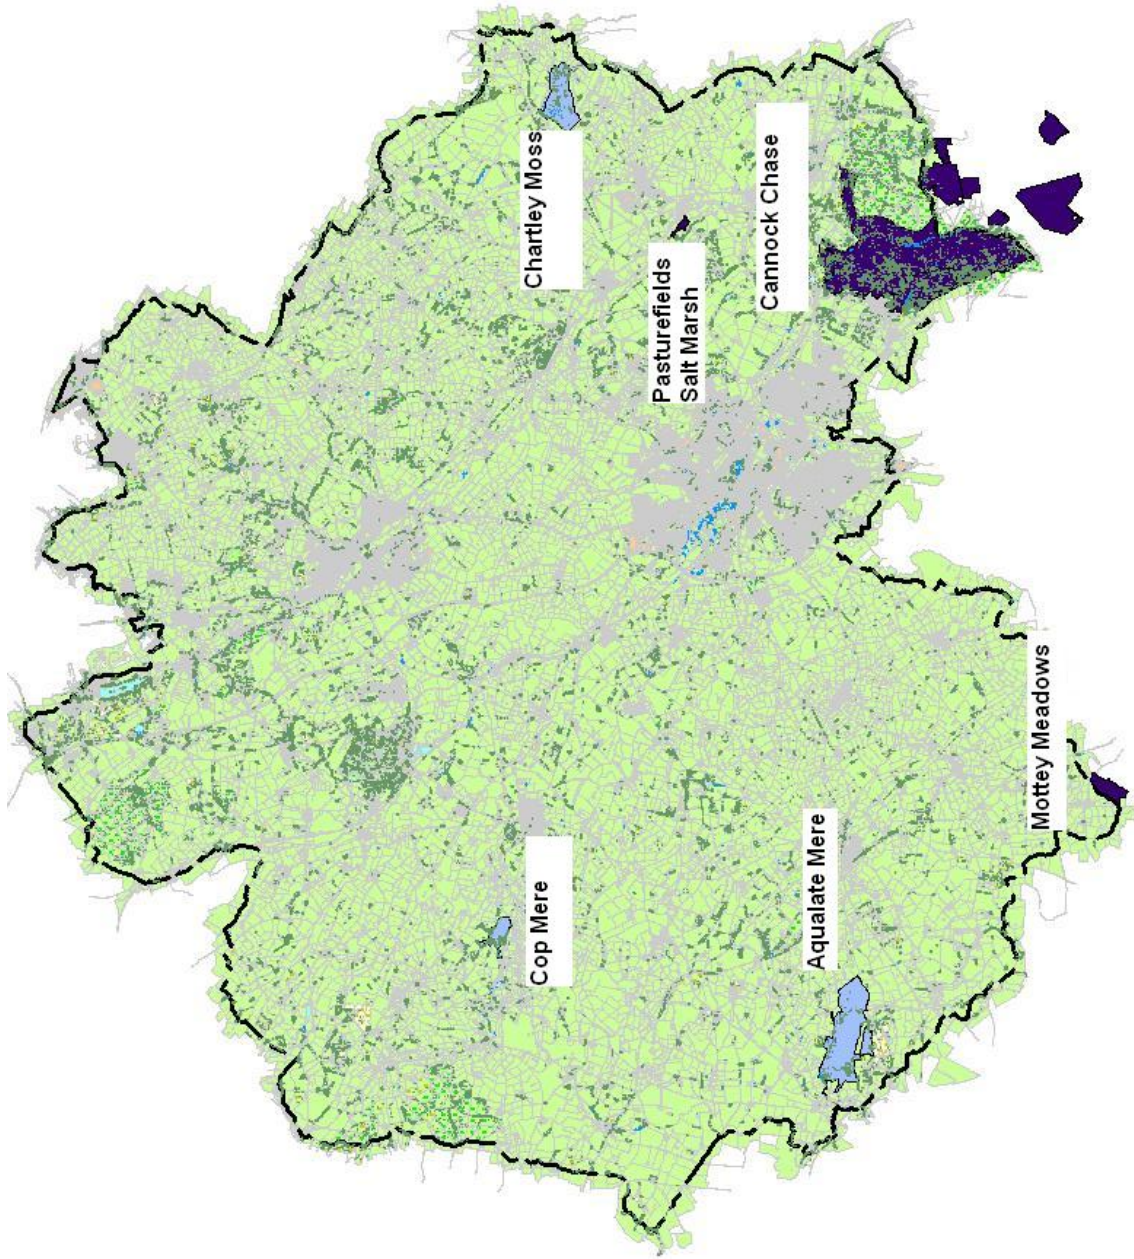 Chartley Moss
Pasturefields
Salt Marsh
Cannock Chase
Cop Mere
Aqualate Mere
Mottey Meadows